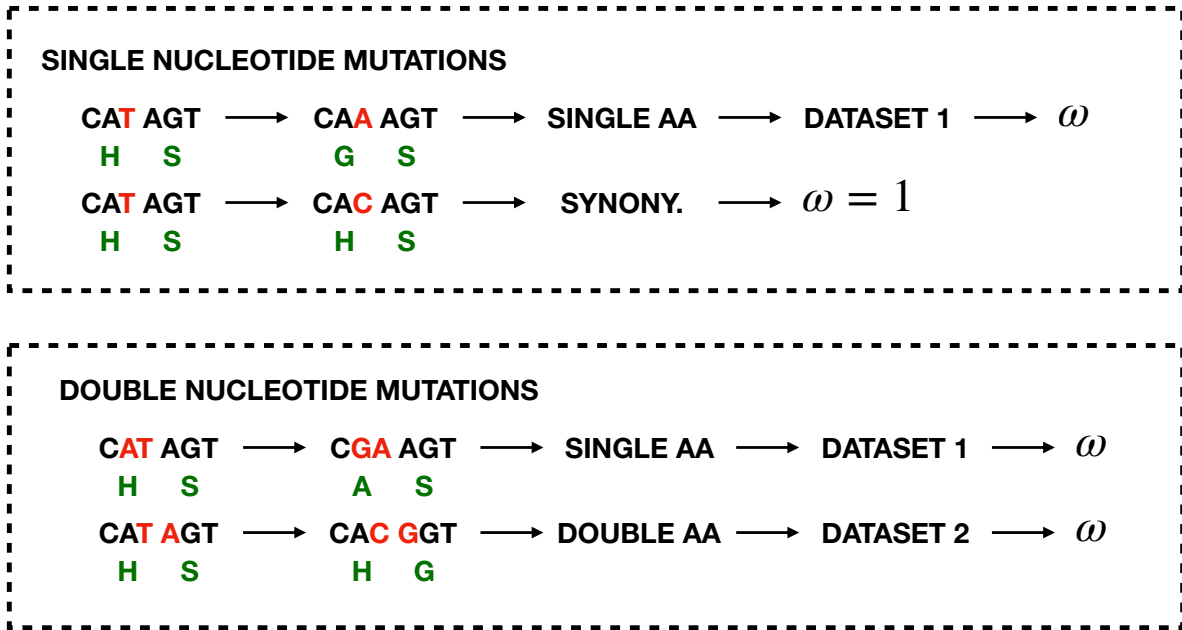 SINGLE NUCLEOTIDE MUTATIONS
CAT AGT → CAA AGT → SINGLE AA → DATASET 1 → ω
H S G S
CAT AGT → CAC AGT → SYNONY. → ω = 1
H S H S
DOUBLE NUCLEOTIDE MUTATIONS
CAT AGT → CGA AGT → SINGLE AA → DATASET 1 → ω
H S A S
CAT AGT → CAC GGT → DOUBLE AA → DATASET 2 → ω
H S H G